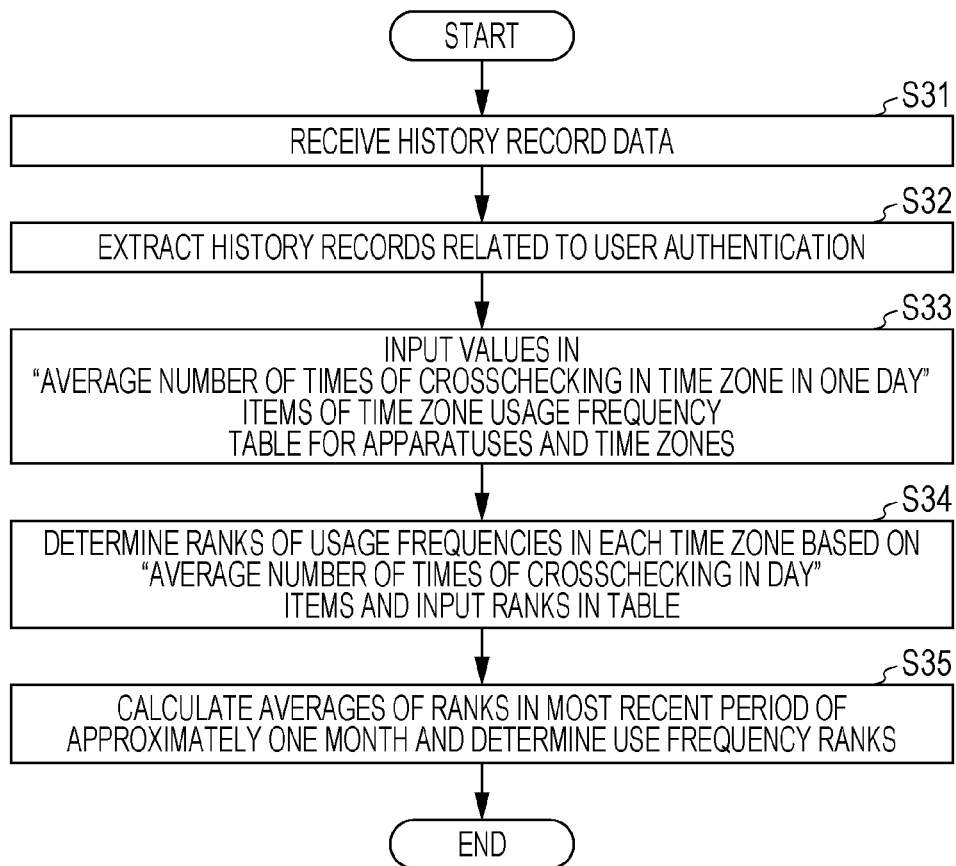 START
S31
RECEIVE HISTORY RECORD DATA
S32
EXTRACT HISTORY RECORDS RELATED TO USER AUTHENTICATION
S33
INPUT VALUES IN
“AVERAGE NUMBER OF TIMES OF CROSSCHECKING IN TIME ZONE IN ONE DAY”
ITEMS OF TIME ZONE USAGE FREQUENCY
TABLE FOR APPARATUSES AND TIME ZONES
S34
DETERMINE RANKS OF USAGE FREQUENCIES IN EACH TIME ZONE BASED ON
“AVERAGE NUMBER OF TIMES OF CROSSCHECKING IN DAY”
ITEMS AND INPUT RANKS IN TABLE
S35
CALCULATE AVERAGES OF RANKS IN MOST RECENT PERIOD OF
APPROXIMATELY ONE MONTH AND DETERMINE USE FREQUENCY RANKS
END